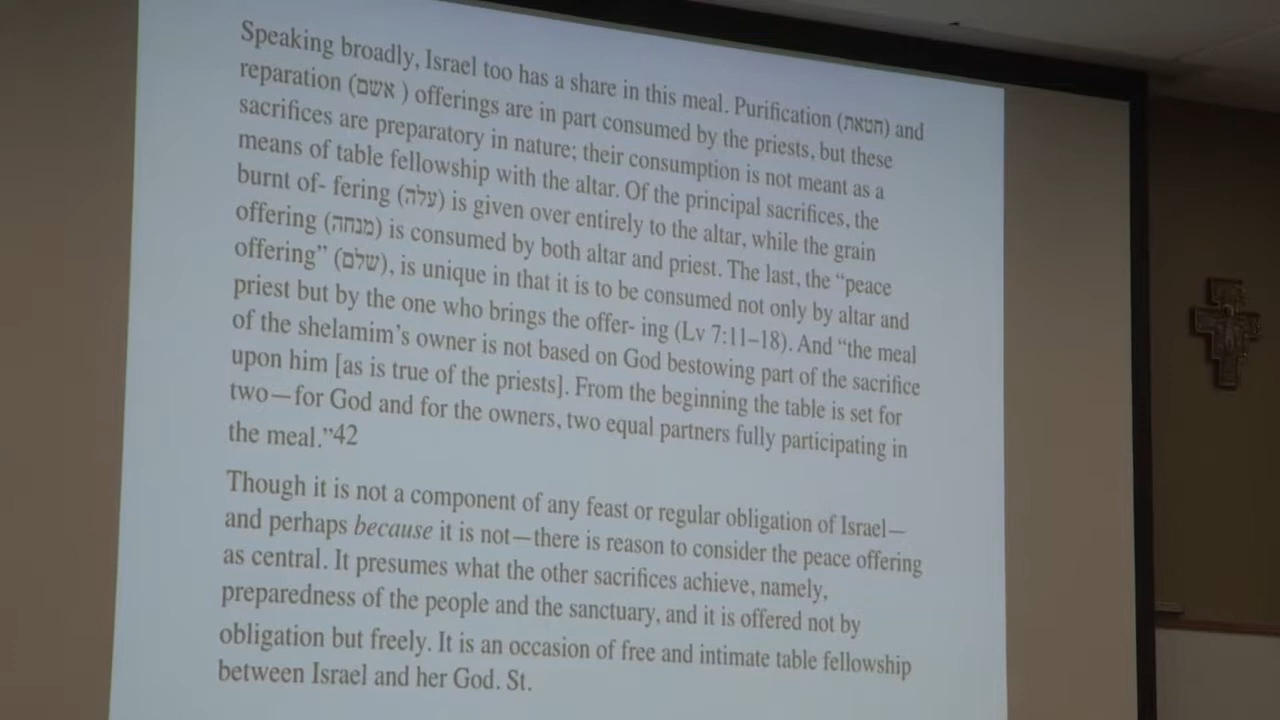 Speaking broadly, Israel too has a share in this meal. Purification (חטאת) and
reparation (אשם ) offerings are in part consumed by the priests, but these
sacrifices are preparatory in nature; their consumption is not meant as a
means of table fellowship with the altar. Of the principal sacrifices, the
burnt of- fering (עלה) is given over entirely to the altar, while the grain
offering (מנחה) is consumed by both altar and priest. The last, the “peace
offering” (שלם), is unique in that it is to be consumed not only by altar and
priest but by the one who brings the offer- ing (Lv 7:11–18). And “the meal
of the shelamim’s owner is not based on God bestowing part of the sacrifice
upon him [as is true of the priests]. From the beginning the table is set for
two—for God and for the owners, two equal partners fully participating in
the meal.”42
Though it is not a component of any feast or regular obligation of Israel—
and perhaps because it is not—there is reason to consider the peace offering
as central. It presumes what the other sacrifices achieve, namely,
preparedness of the people and the sanctuary, and it is offered not by
obligation but freely. It is an occasion of free and intimate table fellowship
between Israel and her God. St.